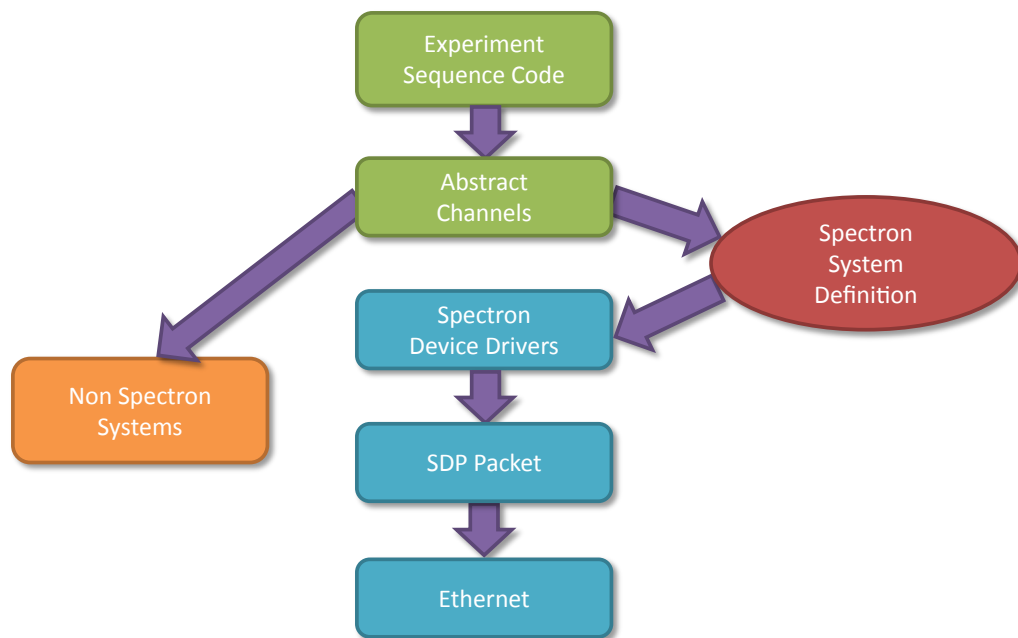 Experiment
Sequence Code
Abstract
Channels
Spectron
System
Definition
Spectron
Device Drivers
Non Spectron
Systems
SDP Packet
Ethernet